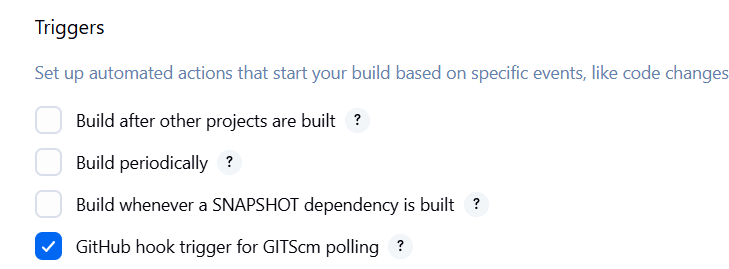 Triggers
Set up automated actions that start your build based on specific events, like code changes
Build after other projects are built ?
Build periodically ?
Build whenever a SNAPSHOT dependency is built ?
GitHub hook trigger for GITScm polling ?